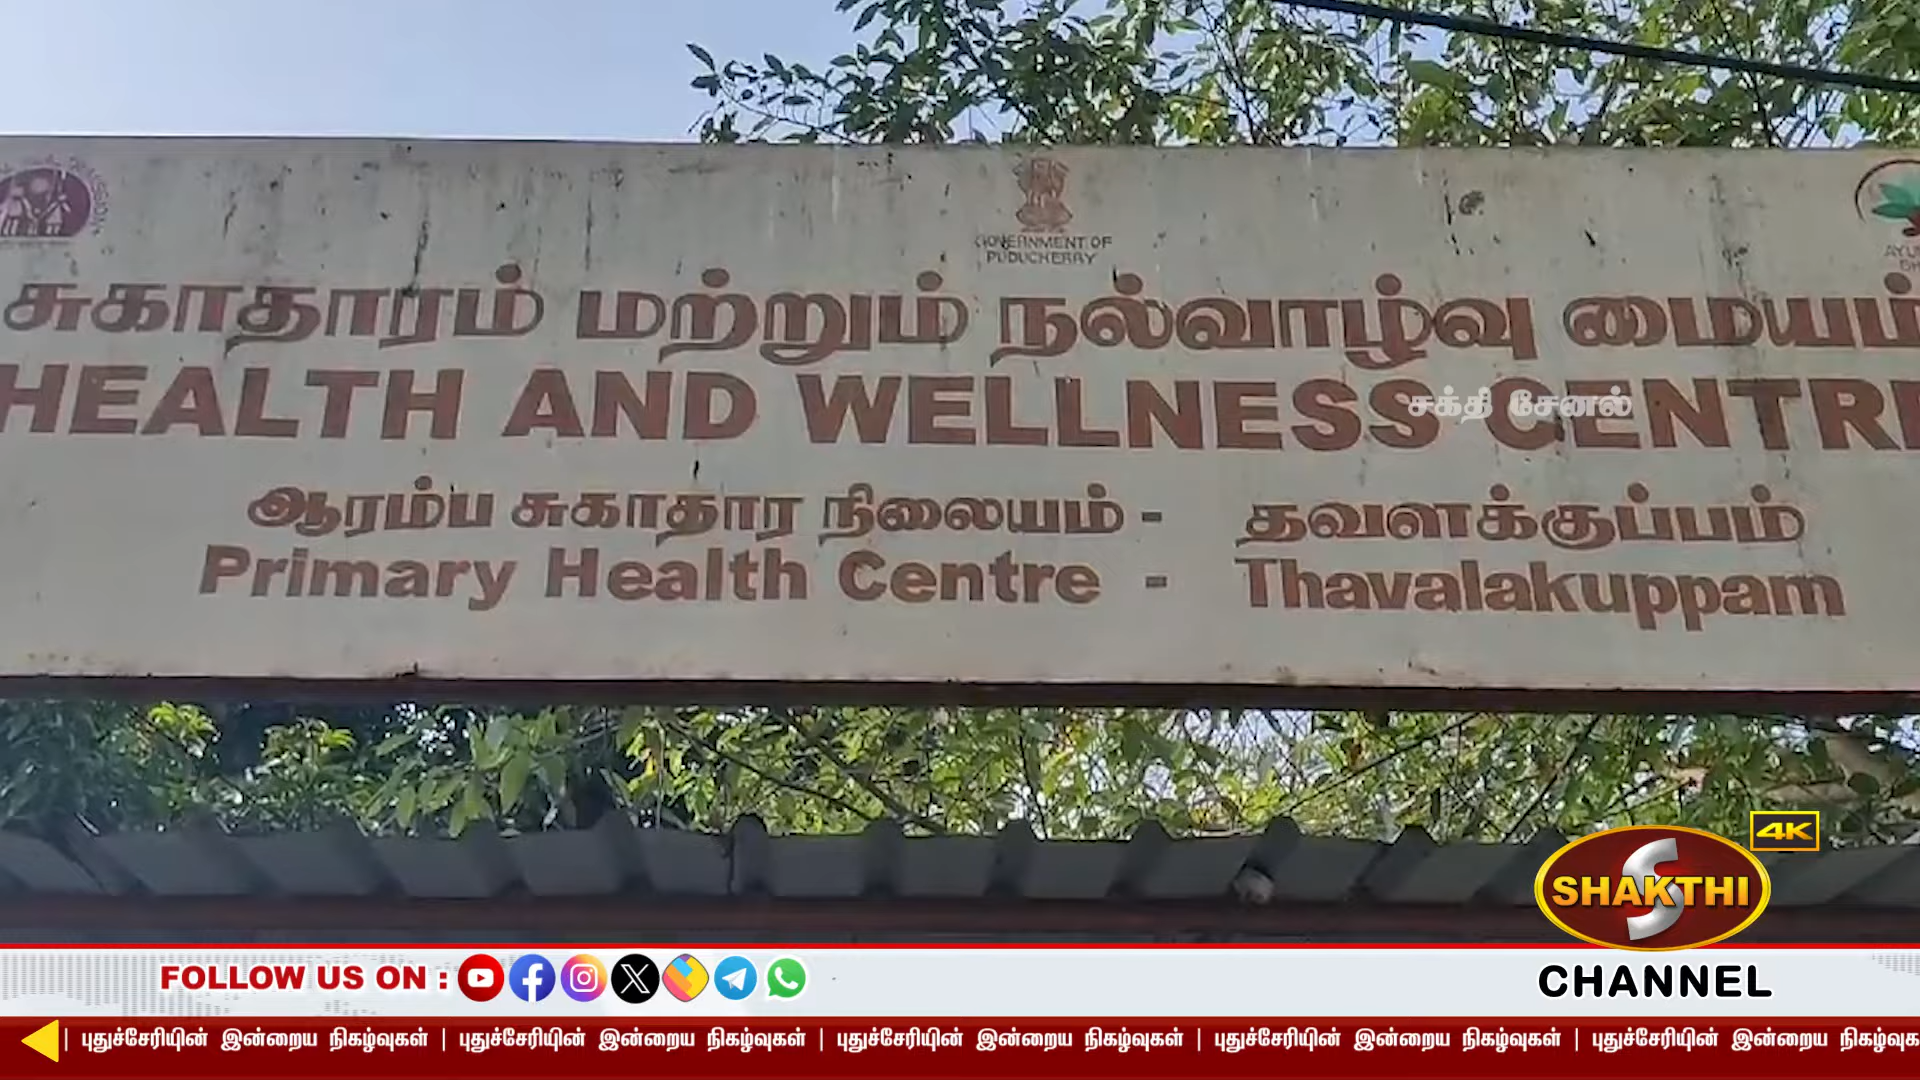 GOVERNMENT OF
PUDUCHERRY
சுகாதாரம் மற்றும் நல்வாழ்வு மையம்
HEALTH AND WELLNESS CENTRE
சக்தி சேனல்
ஆரம்ப சுகாதார நிலையம் - தவளக்குப்பம்
Primary Health Centre - Thavalakuppam
4K
SHAKTHI
CHANNEL
FOLLOW US ON :
| புதுச்சேரியின் இன்றைய நிகழ்வுகள் | புதுச்சேரியின் இன்றைய நிகழ்வுகள் | புதுச்சேரியின் இன்றைய நிகழ்வுகள் | புதுச்சேரியின் இன்றைய நிகழ்வுகள் | புதுச்சேரியின் இன்றைய